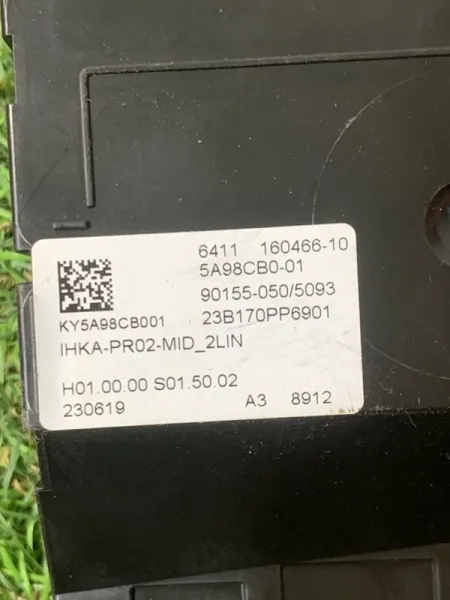 6411 160466-10
5A98CB0-01
90155-050/5093
KY5A98CB001 23B170PP6901
IHKA-PR02-MID_2LIN
H01.00.00 S01.50.02
230619 A3 8912